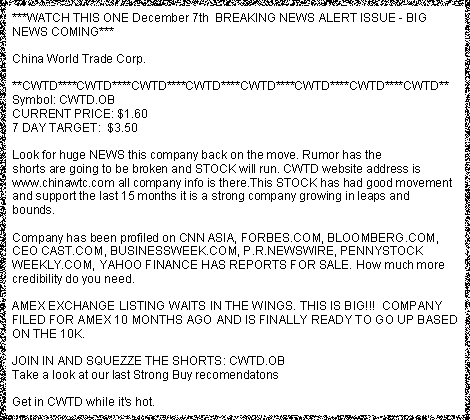 ***WATCH THIS ONE December 7th  BREAKING NEWS ALERT ISSUE - BIG
NEWS COMING***
China World Trade Corp.
**CWTD****CWTD****CWTD****CWTD****CWTD****CWTD****CWTD****CWTD**
Symbol: CWTD.OB
CURRENT PRICE: $1.60
7 DAY TARGET:  $3.50
Look for huge NEWS this company back on the move. Rumor has the
shorts are going to be broken and STOCK will run. CWTD website address is
www.chinawtc.com all company info is there.This STOCK has had good movement
and support the last 15 months it is a strong company growing in leaps and
bounds.
Company has been profiled on CNN ASIA, FORBES.COM, BLOOMBERG.COM,
CEO CAST.COM, BUSINESSWEEK.COM, P.R.NEWSWIRE, PENNYSTOCK
WEEKLY.COM, YAHOO FINANCE HAS REPORTS FOR SALE. How much more
credibility do you need.
AMEX EXCHANGE LISTING WAITS IN THE WINGS. THIS IS BIG!!!  COMPANY
FILED FOR AMEX 10 MONTHS AGO AND IS FINALLY READY TO GO UP BASED
ON THE 10K.
JOIN IN AND SQUEZZE THE SHORTS: CWTD.OB
Take a look at our last Strong Buy recomendatons
Get in CWTD while it's hot.